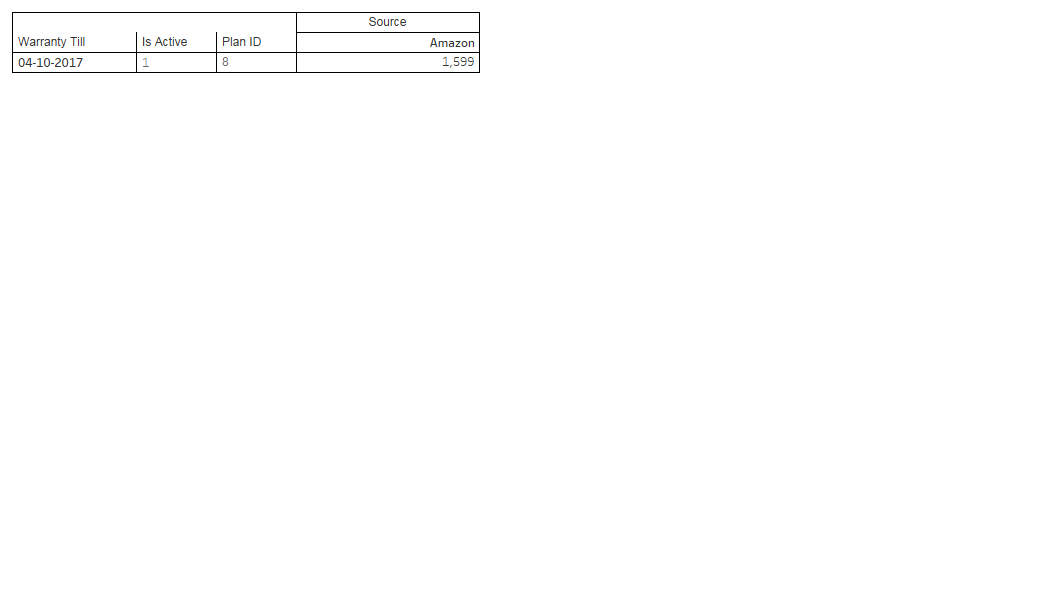 Source
Warranty Till Is Active Plan ID Amazon
04-10-2017 1 8 1,599